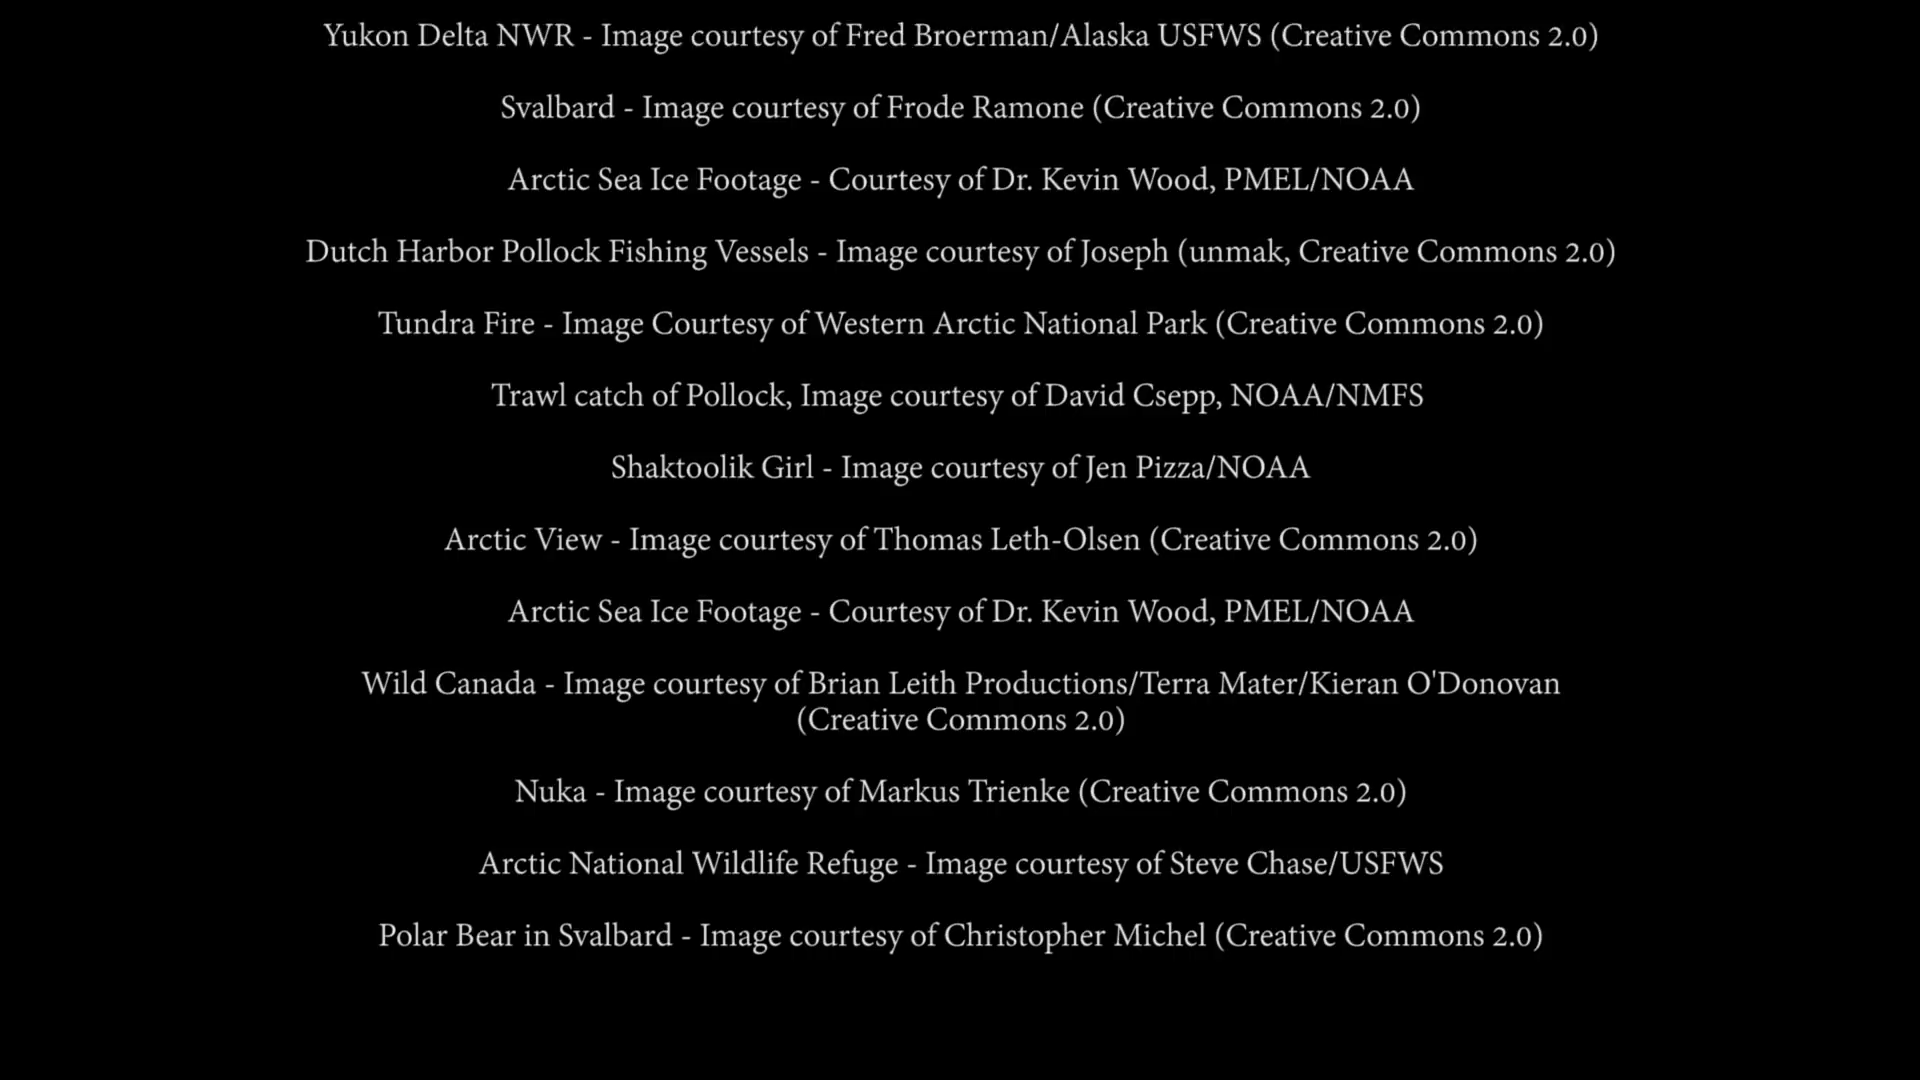 Yukon Delta NWR - Image courtesy of Fred Broerman/Alaska USFWS (Creative Commons 2.0)
Svalbard - Image courtesy of Frode Ramone (Creative Commons 2.0)
Arctic Sea Ice Footage - Courtesy of Dr. Kevin Wood, PMEL/NOAA
Dutch Harbor Pollock Fishing Vessels - Image courtesy of Joseph (unmak, Creative Commons 2.0)
Tundra Fire - Image Courtesy of Western Arctic National Park (Creative Commons 2.0)
Trawl catch of Pollock, Image courtesy of David Csepp, NOAA/NMFS
Shaktoolik Girl - Image courtesy of Jen Pizza/NOAA
Arctic View - Image courtesy of Thomas Leth-Olsen (Creative Commons 2.0)
Arctic Sea Ice Footage - Courtesy of Dr. Kevin Wood, PMEL/NOAA
Wild Canada - Image courtesy of Brian Leith Productions/Terra Mater/Kieran O'Donovan
(Creative Commons 2.0)
Nuka - Image courtesy of Markus Trienke (Creative Commons 2.0)
Arctic National Wildlife Refuge - Image courtesy of Steve Chase/USFWS
Polar Bear in Svalbard - Image courtesy of Christopher Michel (Creative Commons 2.0)